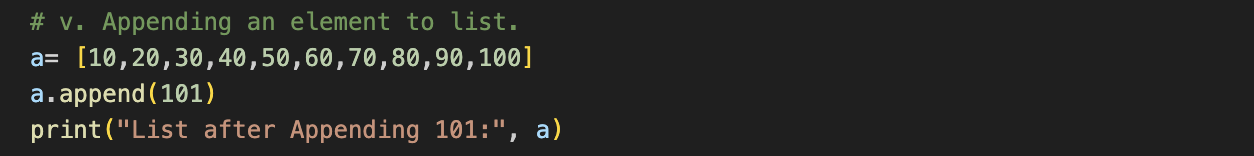 # v. Appending an element to list.
a= [10,20,30,40,50,60,70,80,90,100]
a.append(101)
print("List after Appending 101:", a)